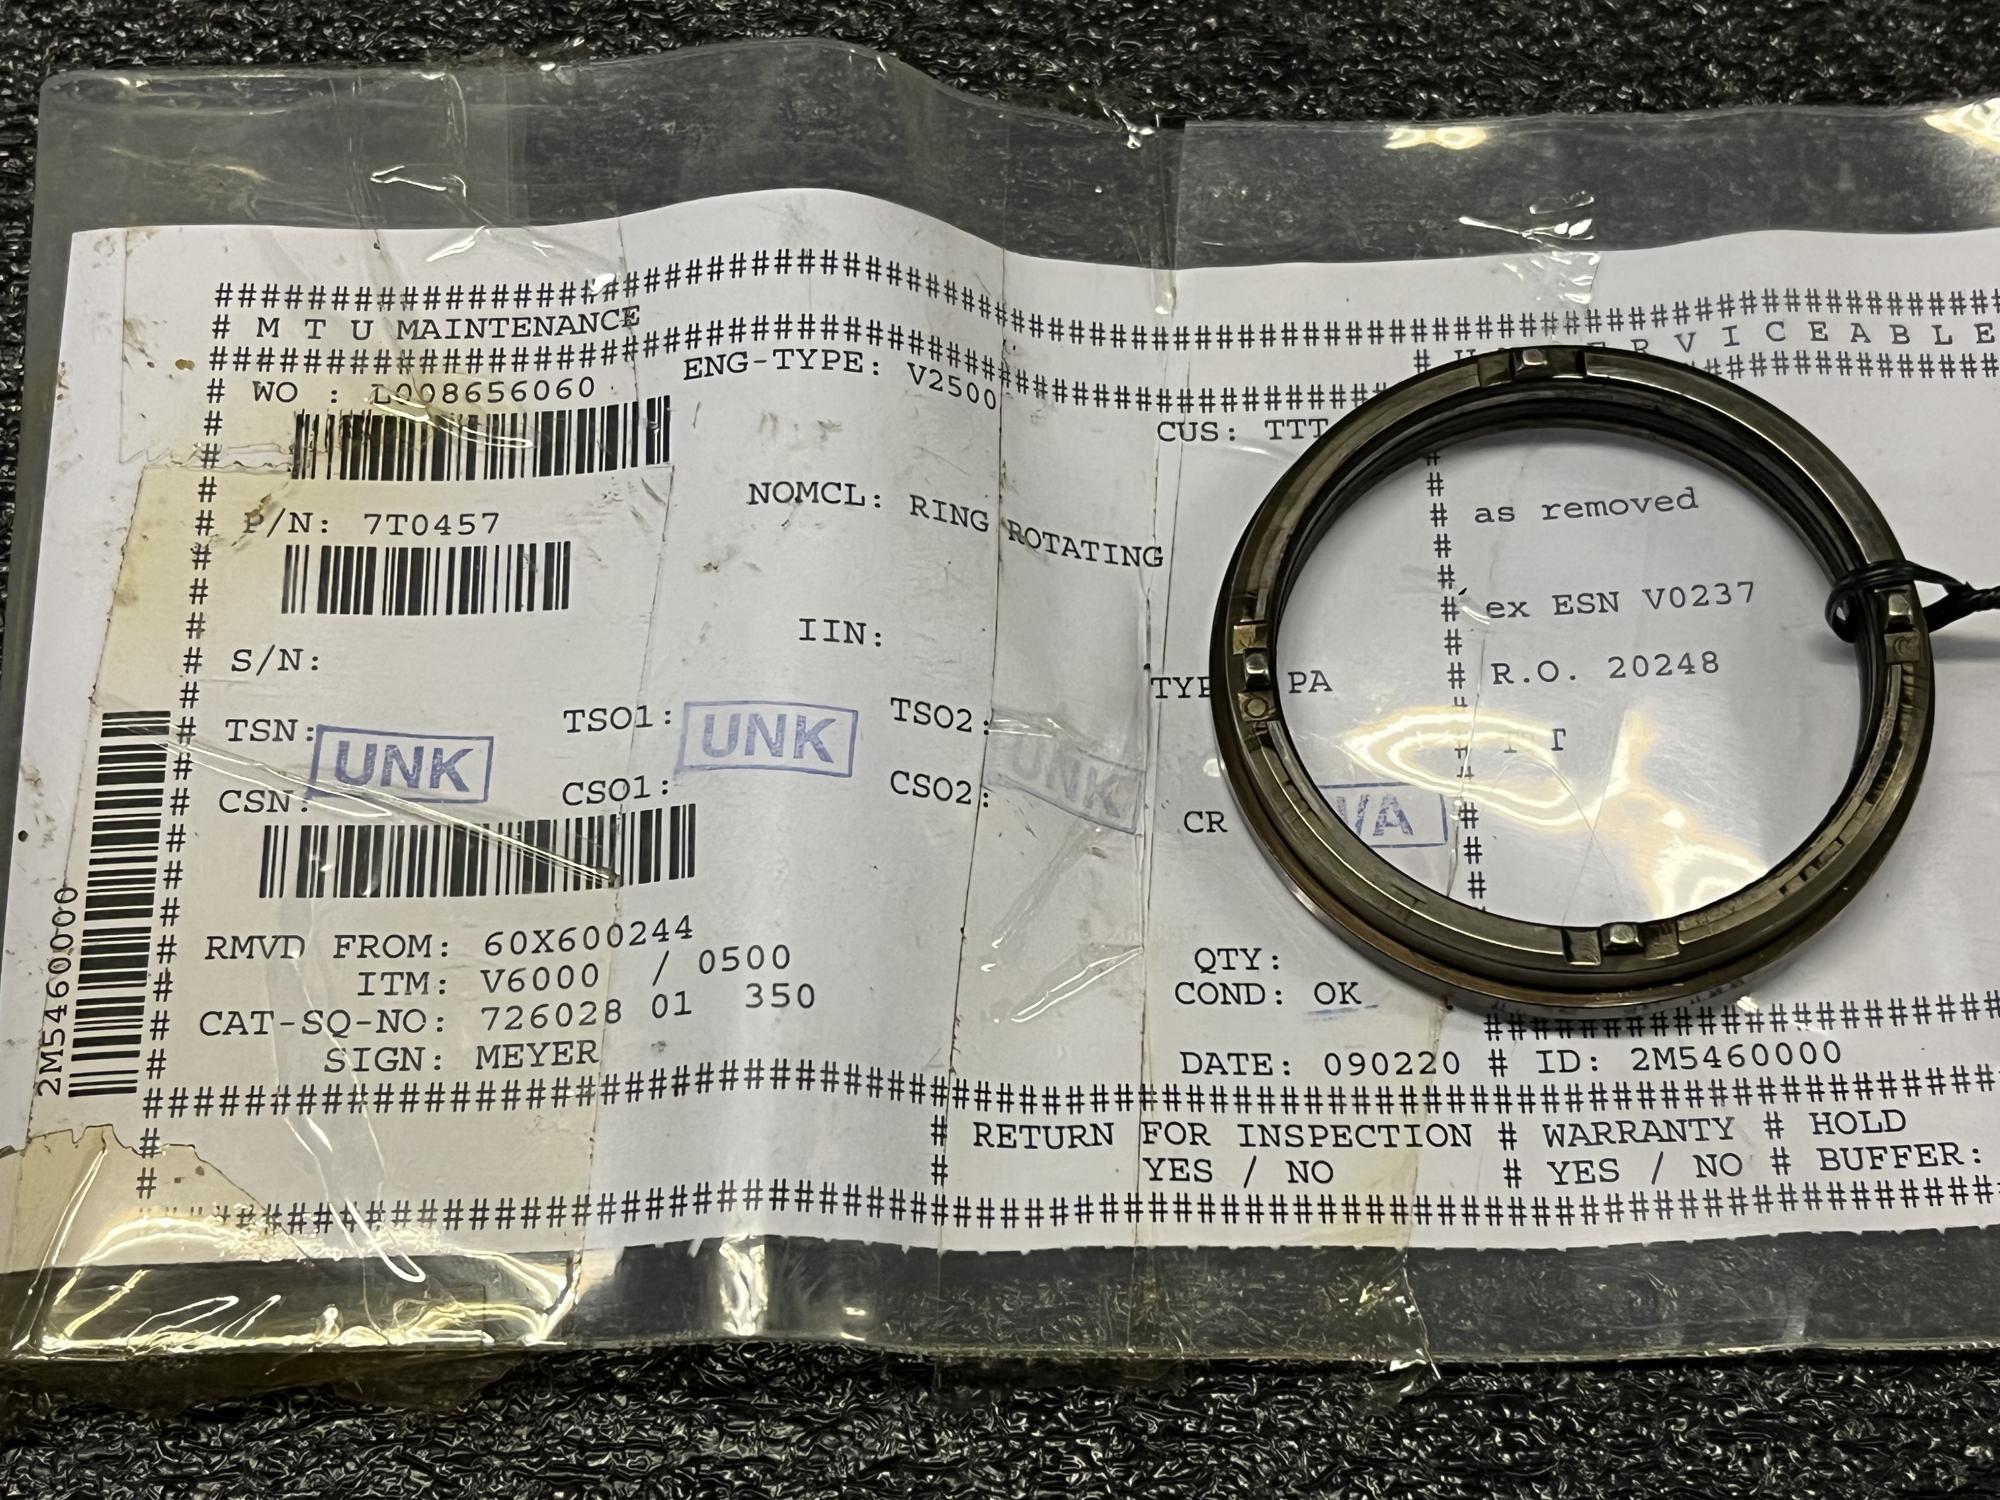 # M T U MAINTENANCE
S E R V I C E A B L E
# WO : L008656060 ENG-TYPE: V2500 CUS: TTT
P/N: 7T0457 NOMCL: RING ROTATING # as removed
# ex ESN V0237
# S/N: IIN: # R.O. 20248
TSN: UNK TSO1: UNK TSO2: UNK PA
CSN: CSO1: CSO2: CR
# RMVD FROM: 60X600244
# ITM: V6000 / 0500 QTY:
# CAT-SQ-NO: 726028 01 350 COND: OK
# SIGN: MEYER DATE: 090220 # ID: 2M5460000
# # RETURN FOR INSPECTION # WARRANTY # HOLD
# # YES / NO # YES / NO # BUFFER:
2M5460000